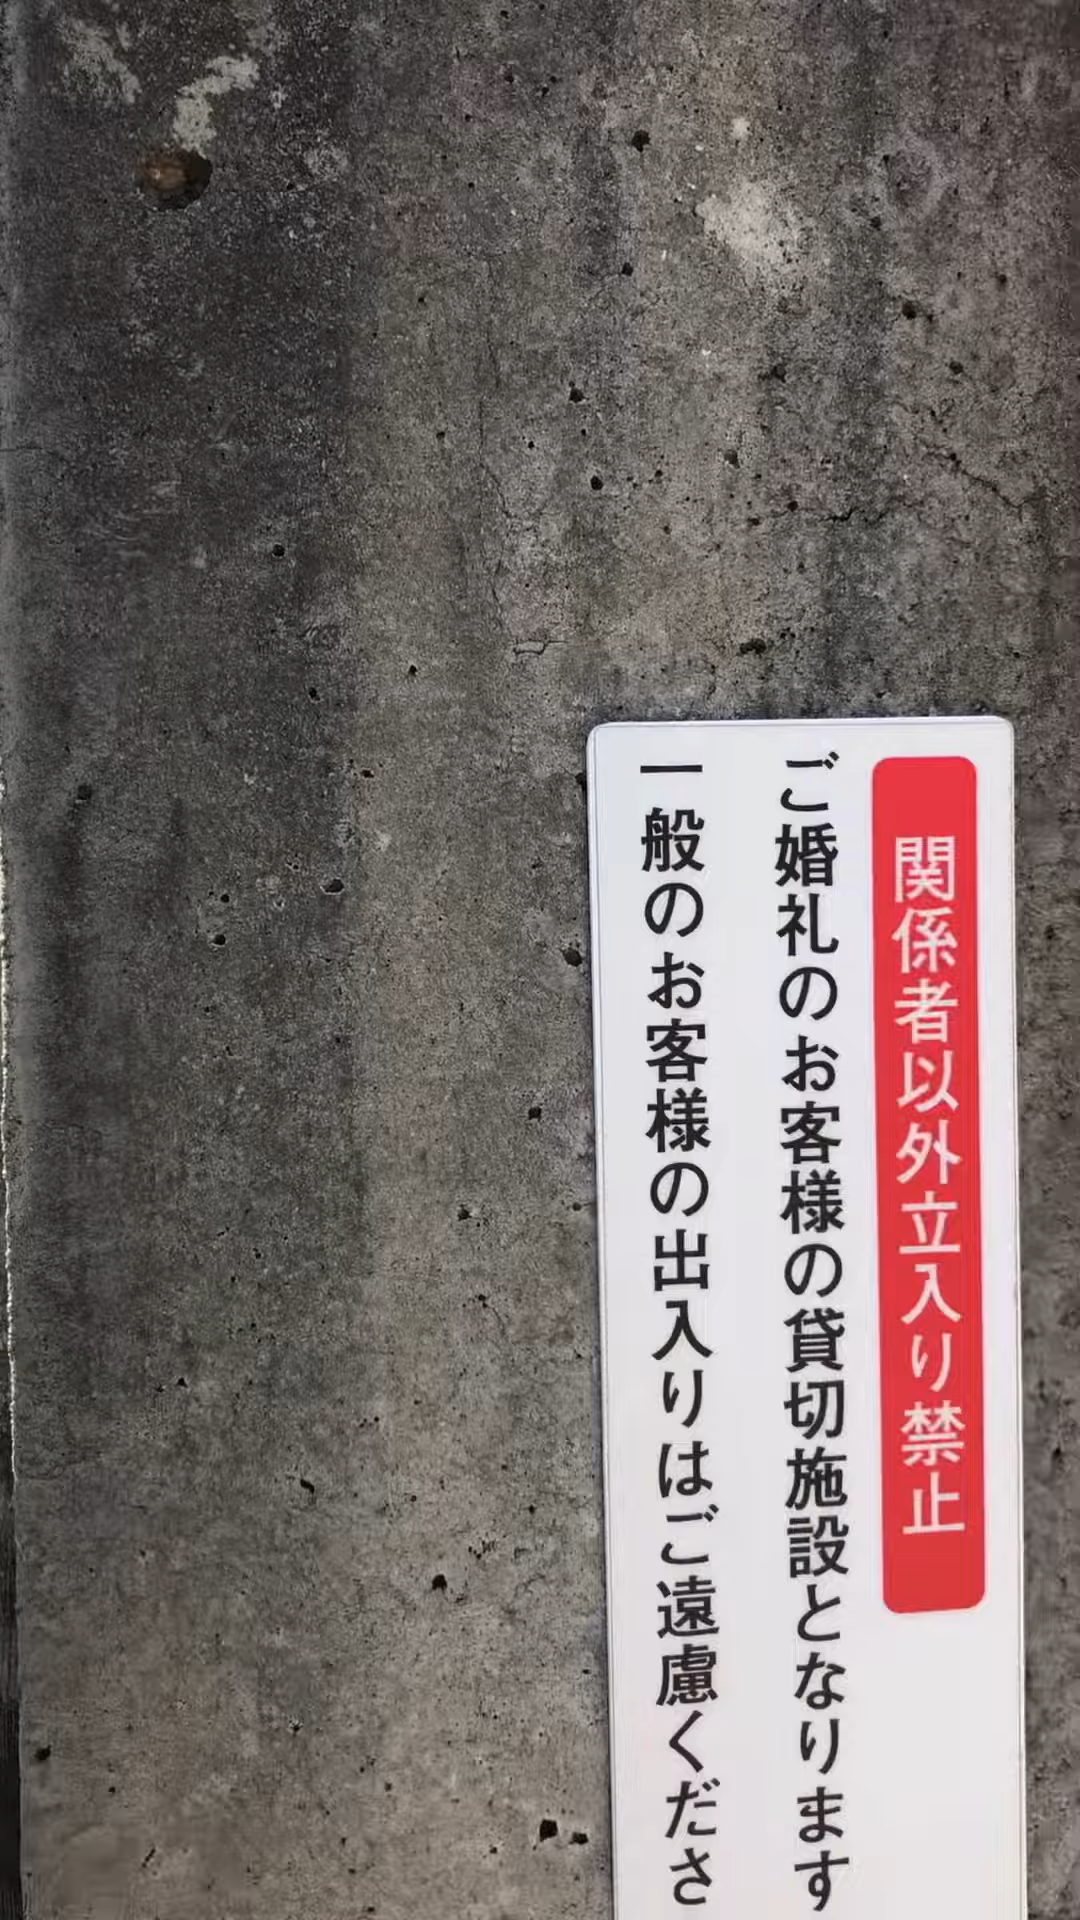 関係者以外立入り禁止
ご婚礼のお客様の貸切施設となります
一般のお客様の出入りはご遠慮くださ